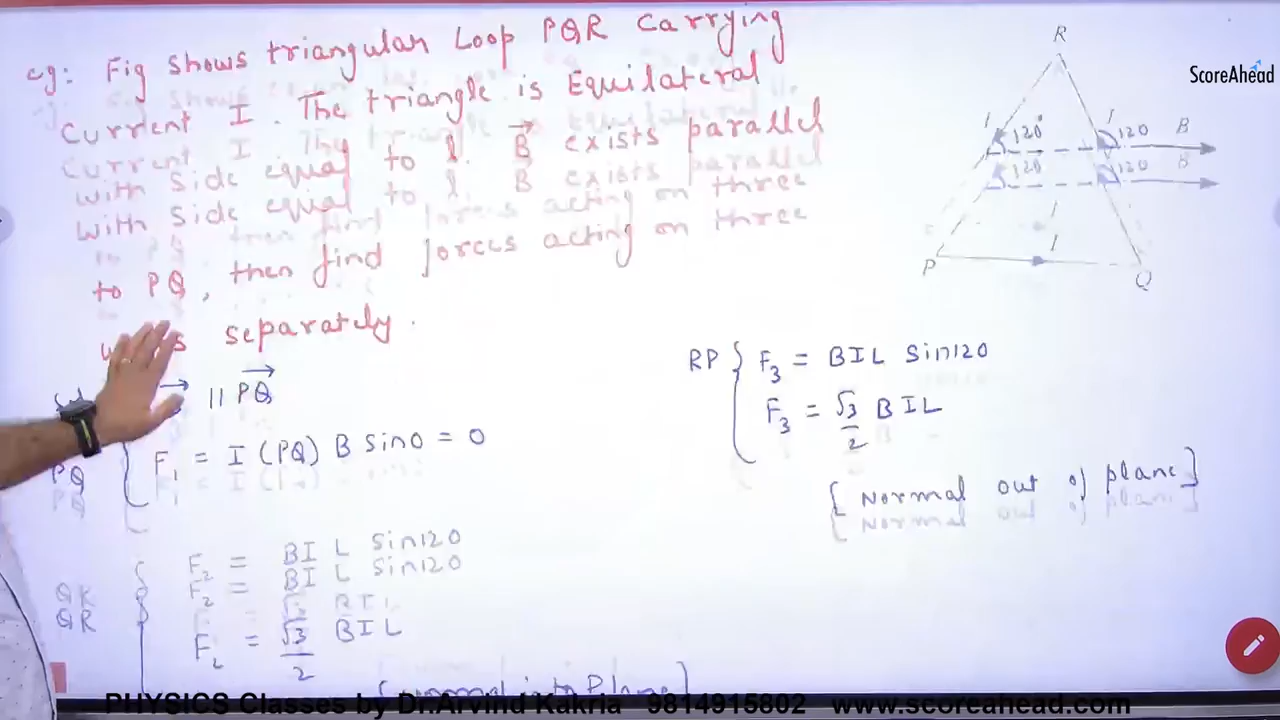 eg: Fig shows triangular Loop PQR carrying
current I. The triangle is Equilateral
with side equal to l. B exists parallel
to PQ, then find forces acting on three
separately.
|| PQ
PQ
F1 = I (PQ) B sin0 = 0
QR
F2 = BI L Sin120
F2 = √3/2 BIL
RP
F3 = BIL Sin120
F3 = √3/2 BIL
{ Normal out of plane }
R
I
I
120°
120
B
120
120
B
I
P
I
Q
ScoreAhead
PHYSICS Classes by Dr.Arvind Kakria 9814915802 www.scoreahead.com